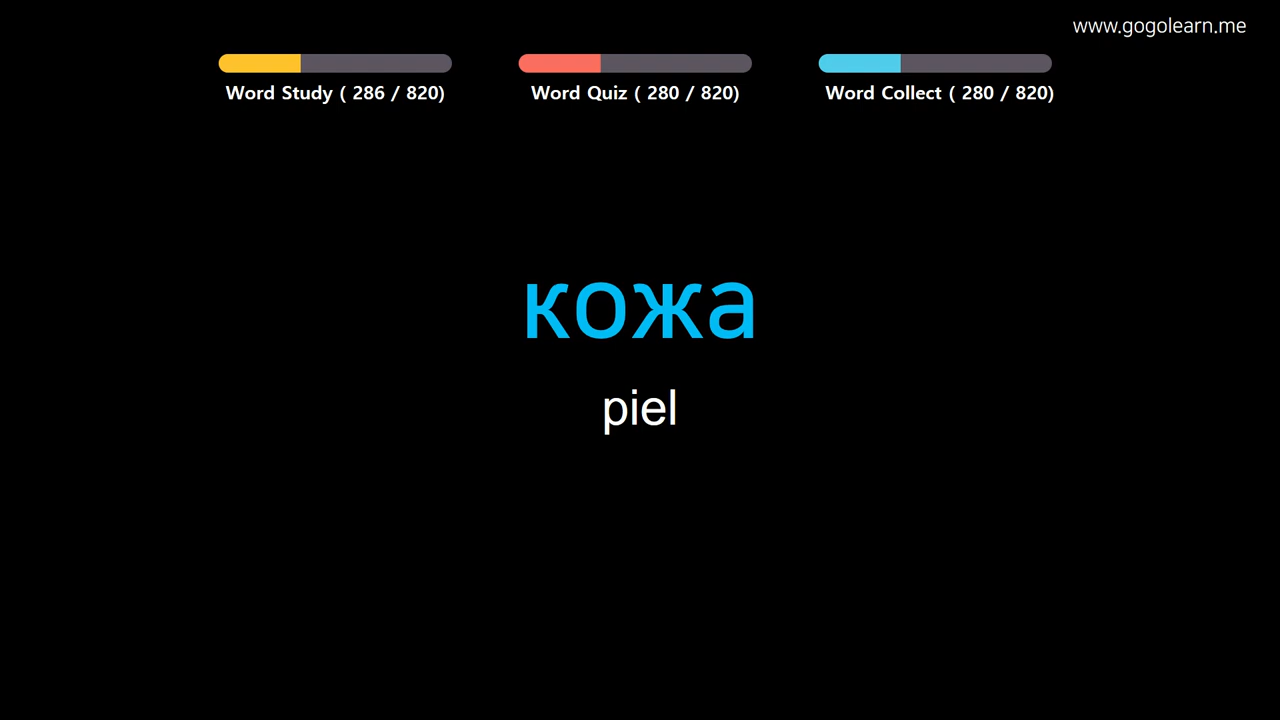 www.gogolearn.me
Word Study ( 286 / 820)
Word Quiz ( 280 / 820)
Word Collect ( 280 / 820)
кожа
piel